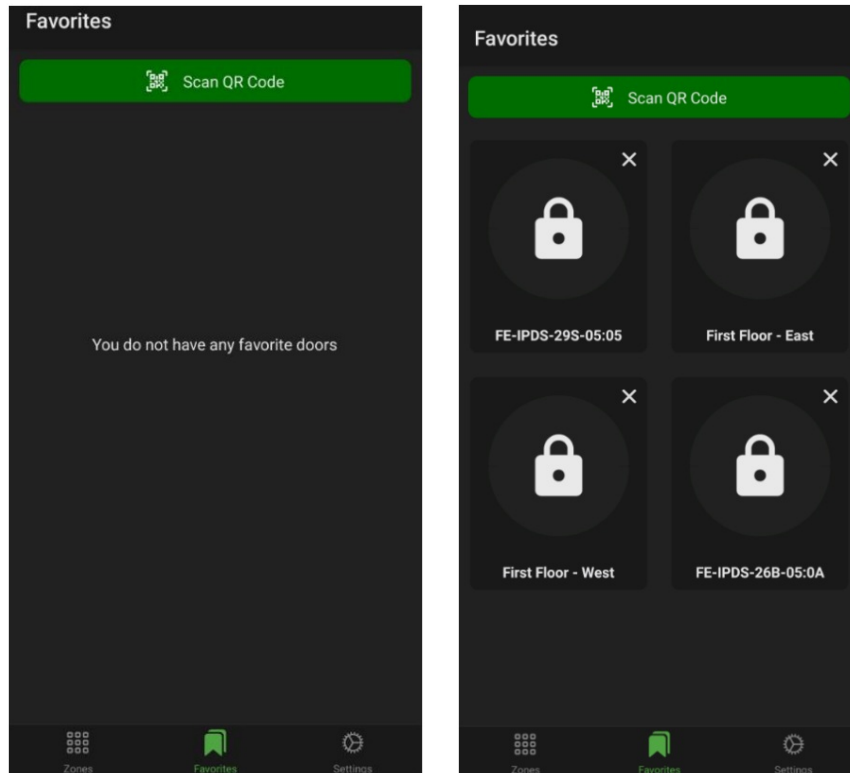 Favorites
Scan QR Code
You do not have any favorite doors
Zones
Favorites
Settings
Favorites
Scan QR Code
FE-IPDS-29S-05:05
First Floor - East
First Floor - West
FE-IPDS-26B-05:0A
Zones
Favorites
Settings